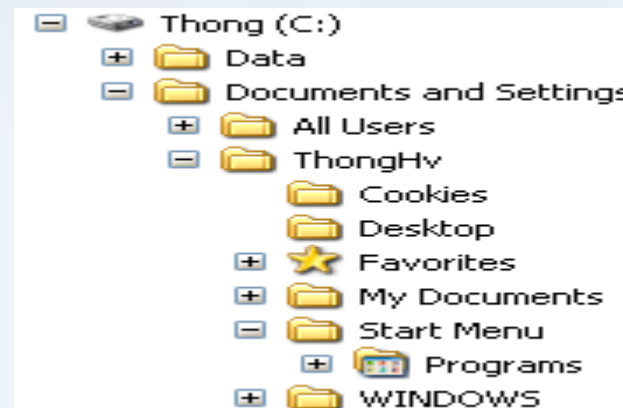 Thong (C:)
Data
Documents and Settings
All Users
ThongHv
Cookies
Desktop
Favorites
My Documents
Start Menu
Programs
WINDOWS